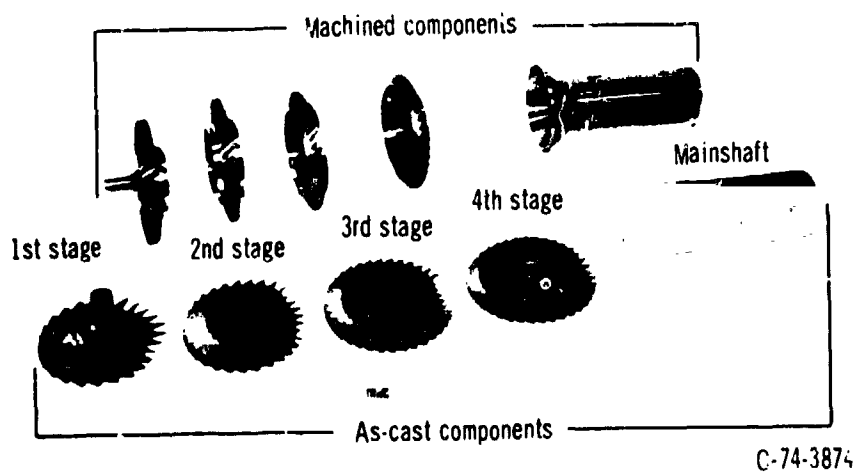 Machined components
Mainshaft
4th stage
3rd stage
2nd stage
1st stage
As-cast components
C-74-3874